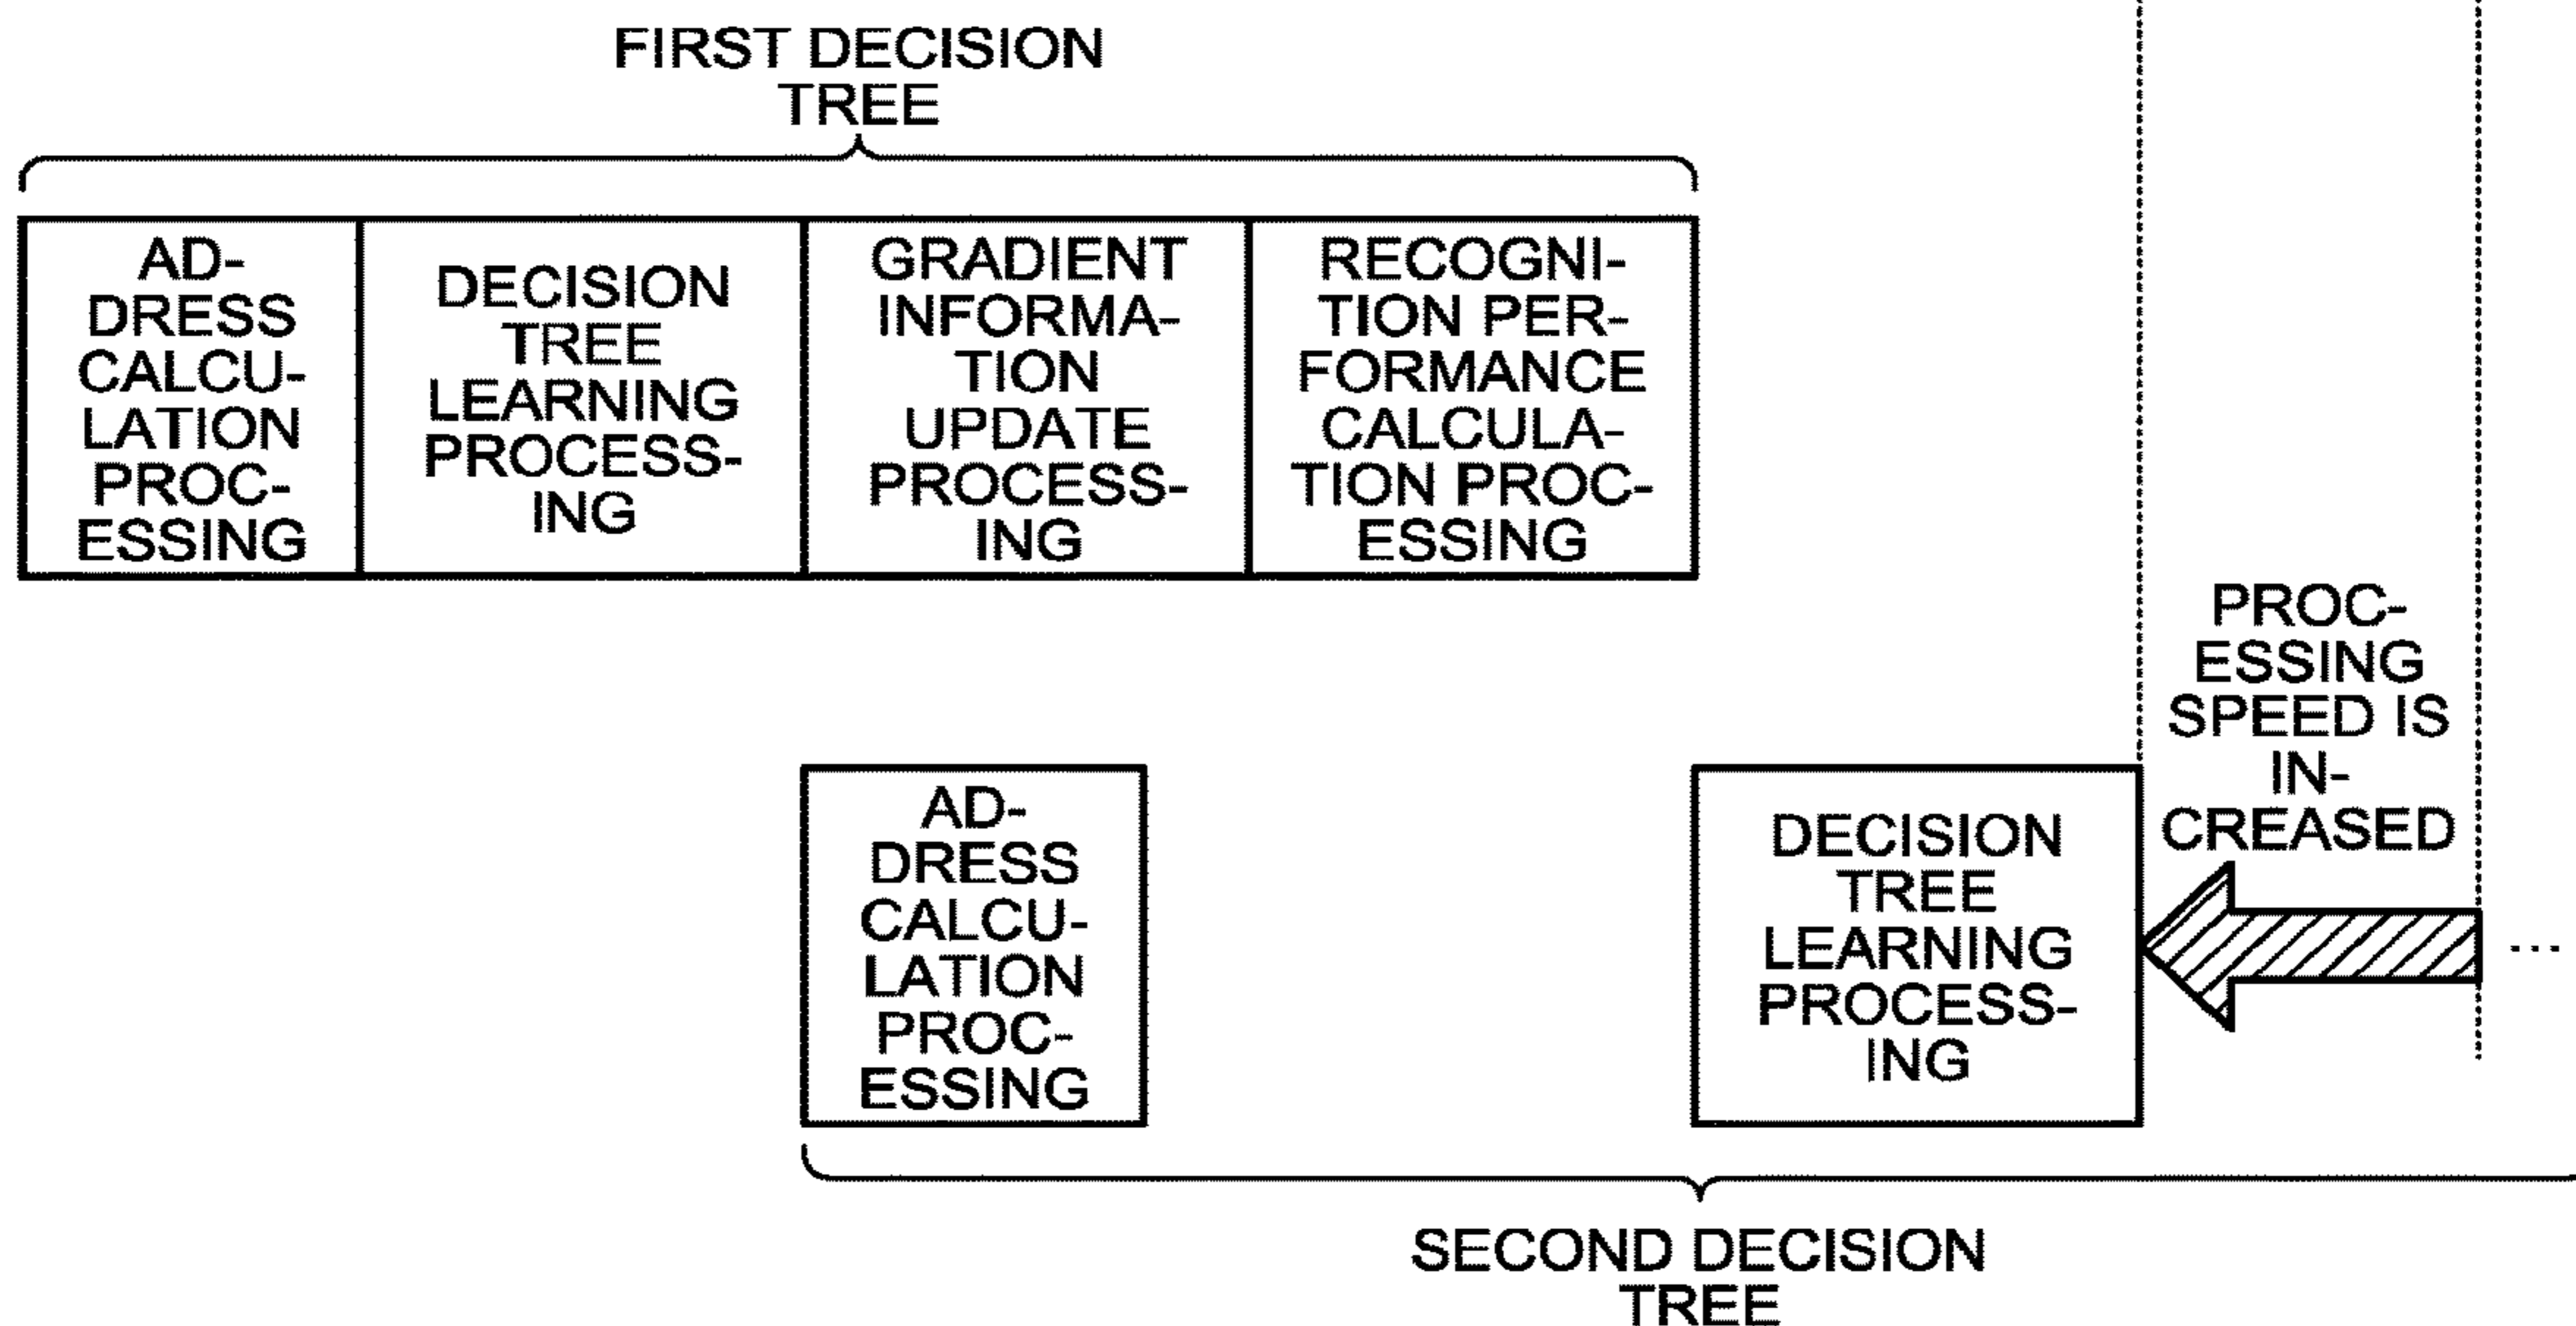 FIRST DECISION
TREE
AD-
DRESS
CALCU-
LATION
PROC-
ESSING
DECISION
TREE
LEARNING
PROCESS-
ING
GRADIENT
INFORMA-
TION
UPDATE
PROCESS-
ING
RECOGNI-
TION PER-
FORMANCE
CALCULA-
TION PROC-
ESSING
AD-
DRESS
CALCU-
LATION
PROC-
ESSING
DECISION
TREE
LEARNING
PROCESS-
ING
PROC-
ESSING
SPEED IS
IN-
CREASED
...
SECOND DECISION
TREE